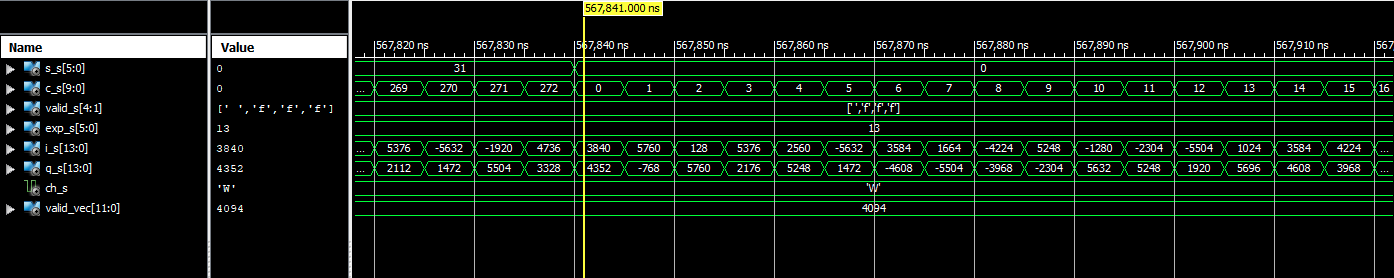 567,841.000 ns
Name Value
567,820 ns 567,830 ns 567,840 ns 567,850 ns 567,860 ns 567,870 ns 567,880 ns 567,890 ns 567,900 ns 567,910 ns 567,
s_s[5:0] 0 31 0
c_s[9:0] 0 ... 269 270 271 272 0 1 2 3 4 5 6 7 8 9 10 11 12 13 14 15 16
valid_s[4:1] [' ','f','f','f'] [' ',f',f',f']
exp_s[5:0] 13 13
i_s[13:0] 3840 ... 5376 -5632 -1920 4736 3840 5760 128 5376 2560 -5632 3584 1664 -4224 5248 -1280 -2304 -5504 1024 3584 4224 ...
q_s[13:0] 4352 ... 2112 1472 5504 3328 4352 -768 5760 2176 5248 1472 -4608 -5504 -3968 -2304 5632 5248 1920 5696 4608 3968 ...
ch_s 'W' 'W'
valid_vec[11:0] 4094 4094